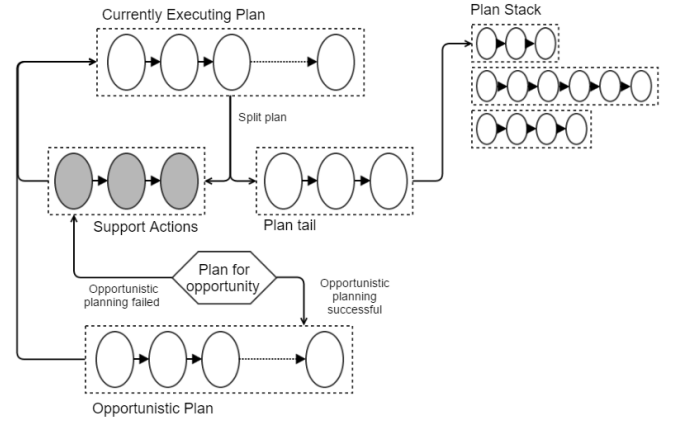 Currently Executing Plan
Plan Stack
Split plan
Support Actions
Plan tail
Plan for
opportunity
Opportunistic
planning failed
Opportunistic
planning
successful
Opportunistic Plan